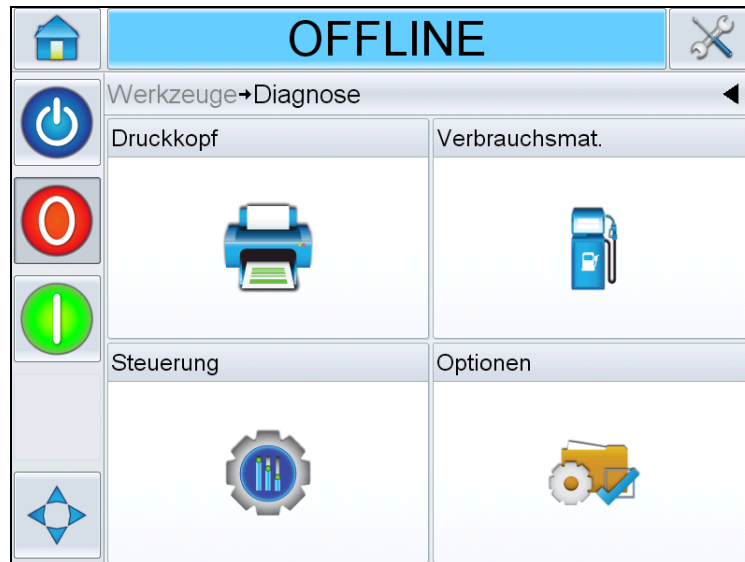 OFFLINE
Werkzeuge→Diagnose
Druckkopf
Verbrauchsmat.
Steuerung
Optionen